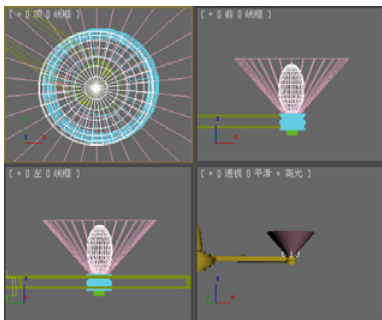 [ + 0 顶 0 线框 ]
[ + 0 前 0 线框 ]
[ + 0 左 0 线框 ]
[ + 0 透视 0 平滑 + 高光 ]